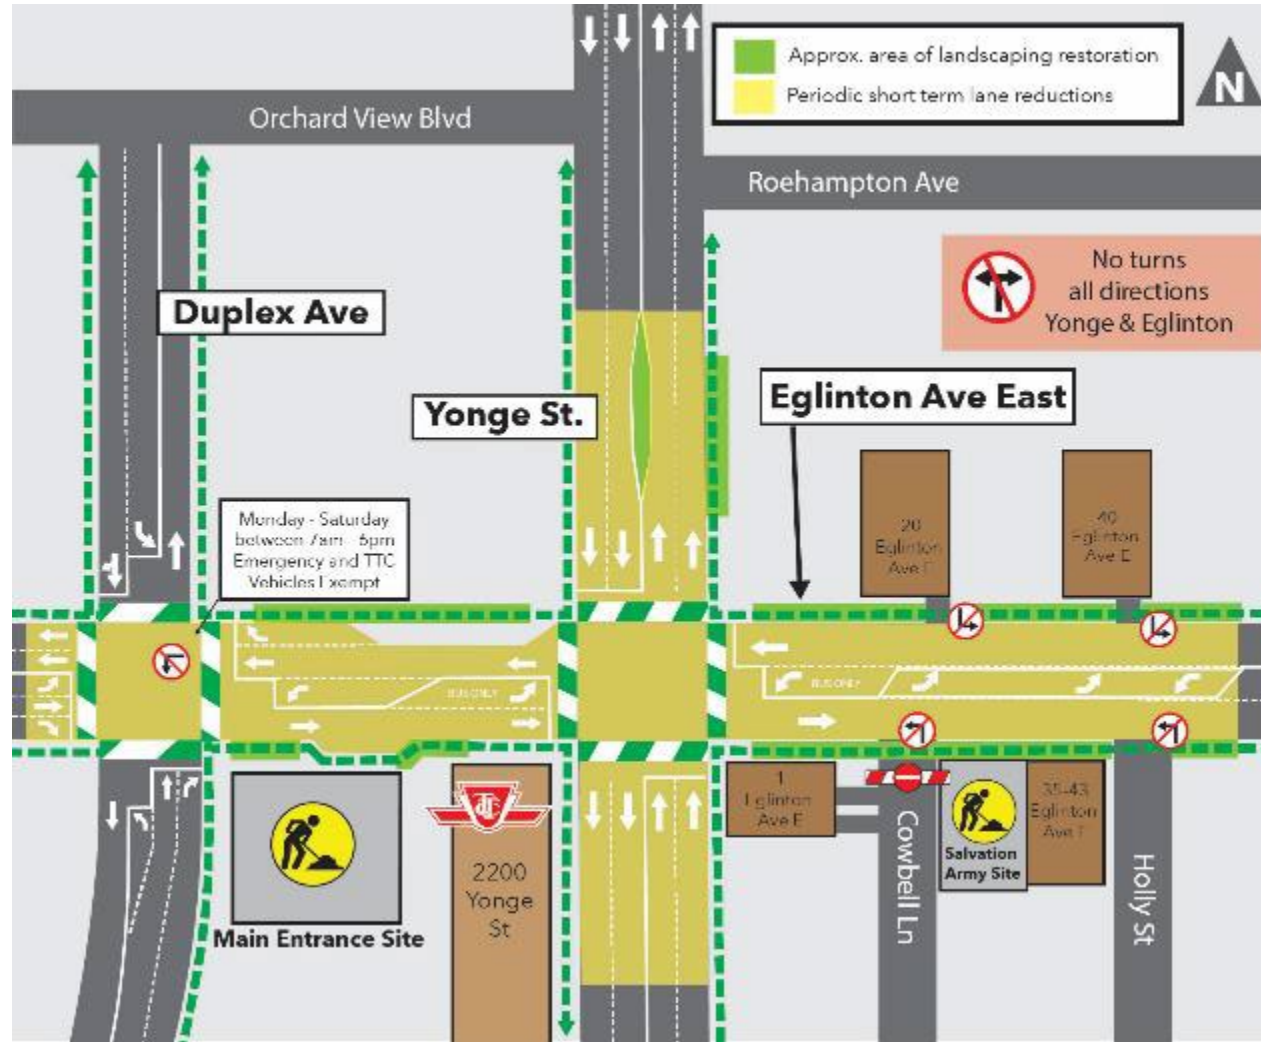 Approx. area of landscaping restoration
Periodic short term lane reductions
N
Orchard View Blvd
Roehampton Ave
No turns
all directions
Yonge & Eglinton
Duplex Ave
Yonge St.
Eglinton Ave East
Monday - Saturday
between 7am - 6pm
Emergency and TTC
Vehicles Exempt
20
Eglinton
Ave E
40
Eglinton
Ave E
BUS ONLY
BUS ONLY
1
Eglinton
Ave E
35-43
Eglinton
Ave E
Salvation
Army Site
Cowbell Ln
Holly St
TTC
2200
Yonge
St
Main Entrance Site